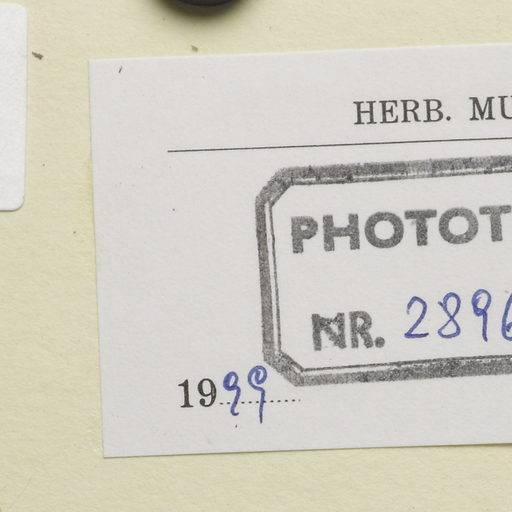 HERB. MU
PHOTOT
NR. 2896
1999